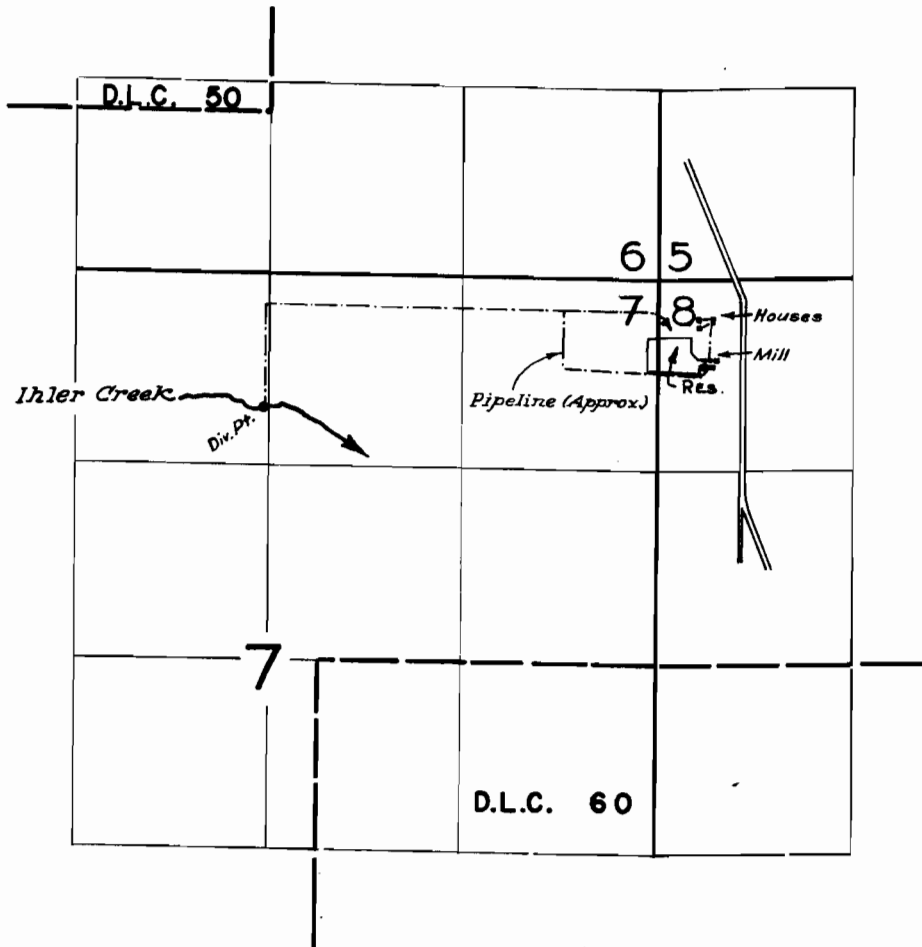 D.L.C. 50
6 5
7 8
Houses
Mill
Res.
Pipeline (Approx.)
Ihler Creek
Div. Pt.
7
D.L.C. 60